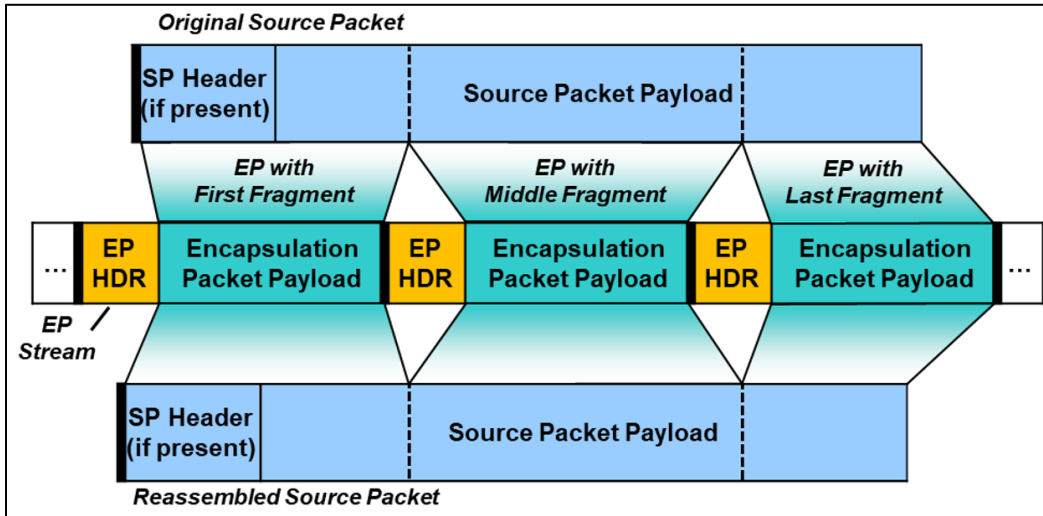 Original Source Packet
SP Header
(if present)
Source Packet Payload
EP with
First Fragment
EP with
Middle Fragment
EP with
Last Fragment
...
EP
HDR
Encapsulation
Packet Payload
EP
HDR
Encapsulation
Packet Payload
EP
HDR
Encapsulation
Packet Payload
...
EP
Stream
SP Header
(if present)
Source Packet Payload
Reassembled Source Packet